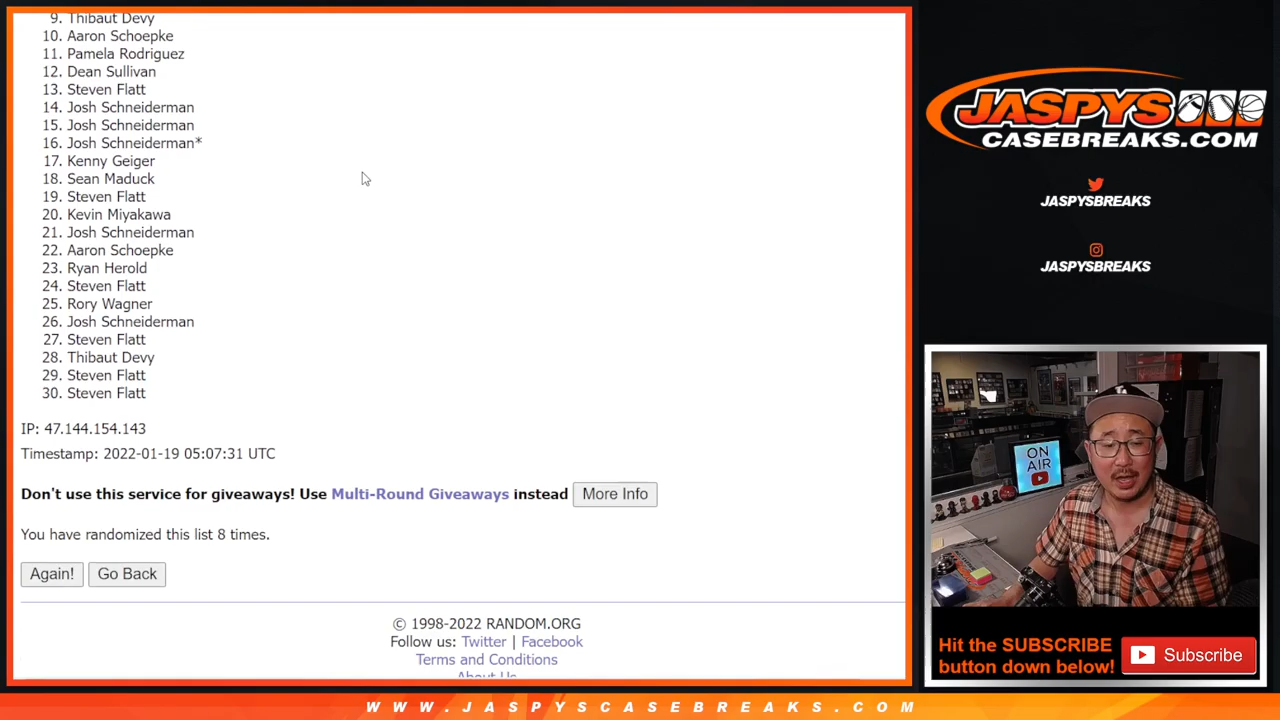 9. Thibaut Devy
10. Aaron Schoepke
11. Pamela Rodriguez
12. Dean Sullivan
13. Steven Flatt
14. Josh Schneiderman
15. Josh Schneiderman
16. Josh Schneiderman*
17. Kenny Geiger
18. Sean Maduck
19. Steven Flatt
20. Kevin Miyakawa
21. Josh Schneiderman
22. Aaron Schoepke
23. Ryan Herold
24. Steven Flatt
25. Rory Wagner
26. Josh Schneiderman
27. Steven Flatt
28. Thibaut Devy
29. Steven Flatt
30. Steven Flatt
IP: 47.144.154.143
Timestamp: 2022-01-19 05:07:31 UTC
Don't use this service for giveaways! Use Multi-Round Giveaways instead More Info
You have randomized this list 8 times.
Again! Go Back
© 1998-2022 RANDOM.ORG
Follow us: Twitter | Facebook
Terms and Conditions
About Us
JASPYS
CASEBREAKS.COM
JASPYSBREAKS
JASPYSBREAKS
ON
AIR
Hit the SUBSCRIBE
button down below!
Subscribe
WWW.JASPYSCASEBREAKS.COM